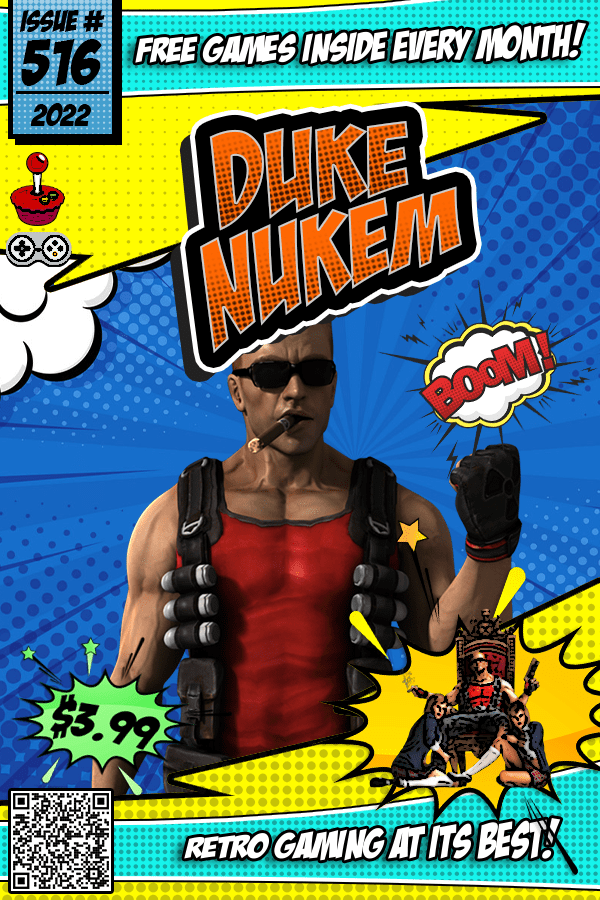 ISSUE #
516
2022
FREE GAMES INSIDE EVERY MONTH!
DUKE
NUKEM
BOOM!
$3.99
RETRO GAMING AT ITS BEST!